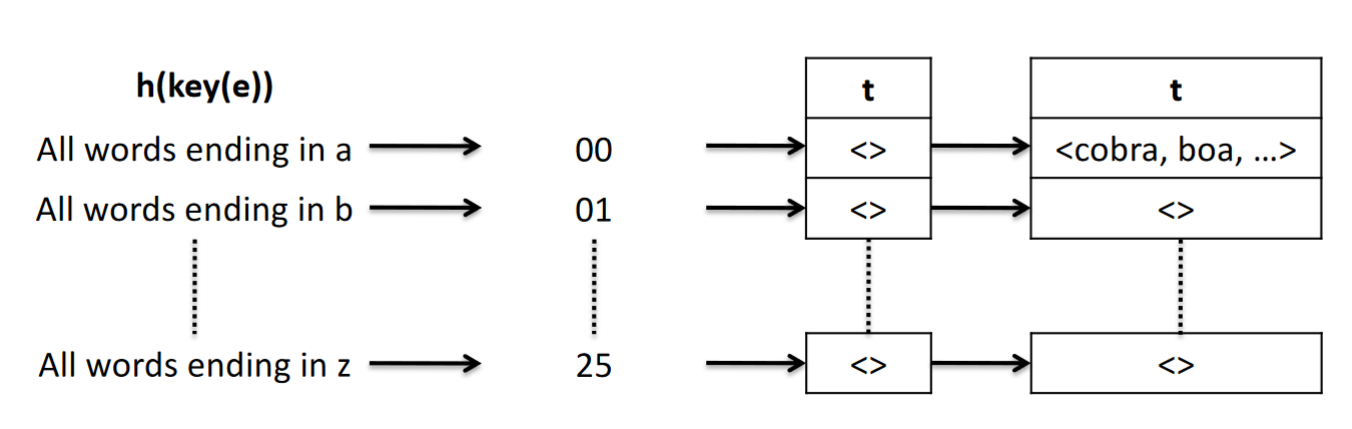 h(key(e)) t t
All words ending in a 00 <> <cobra, boa, ...>
All words ending in b 01 <> <>
All words ending in z 25 <> <>